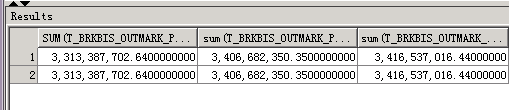 Results
SUM(T_BRKBIS_OUTMARK_P... sum(T_BRKBIS_OUTMARK_P... sum(T_BRKBIS_OUTMARK_...
1 3,313,387,702.6400000000 3,406,682,350.3500000000 3,416,537,016.44000000
2 3,313,387,702.6400000000 3,406,682,350.3500000000 3,416,537,016.44000000